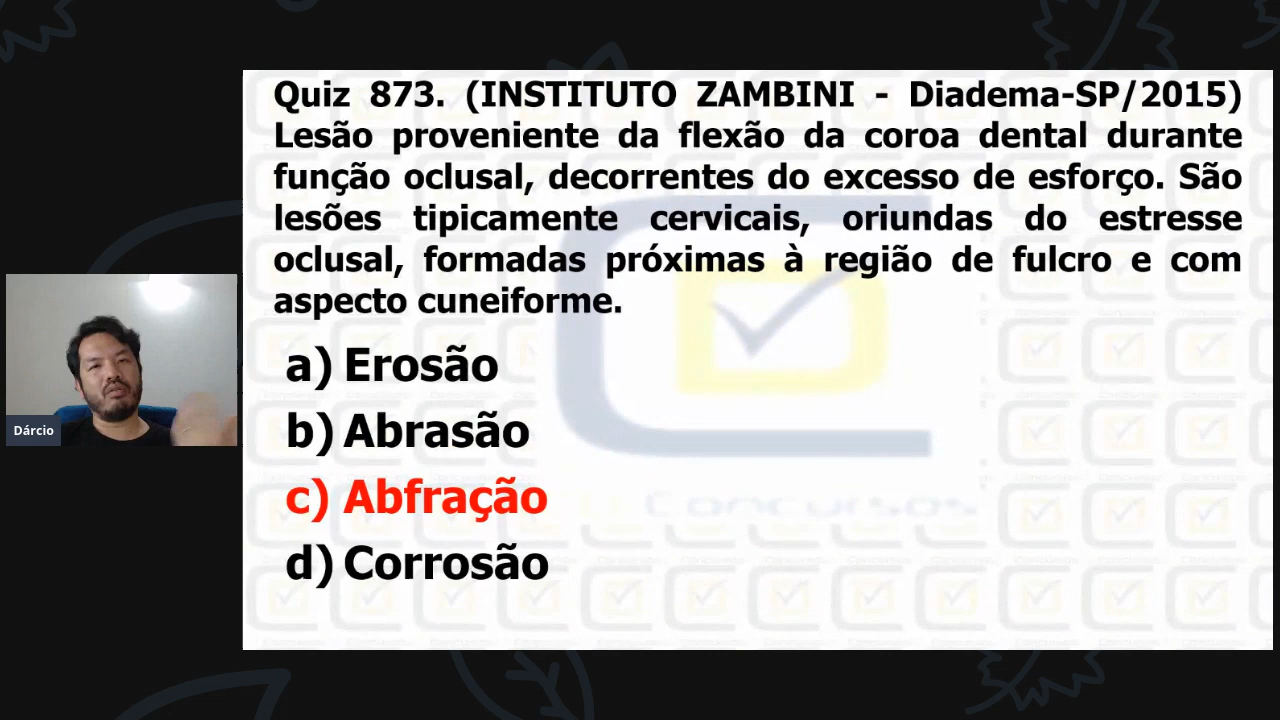 Quiz 873. (INSTITUTO ZAMBINI - Diadema-SP/2015)
Lesão proveniente da flexão da coroa dental durante
função oclusal, decorrentes do excesso de esforço. São
lesões tipicamente cervicais, oriundas do estresse
oclusal, formadas próximas à região de fulcro e com
aspecto cuneiforme.
a) Erosão
b) Abrasão
c) Abfração
d) Corrosão
Concursos
Dárcio